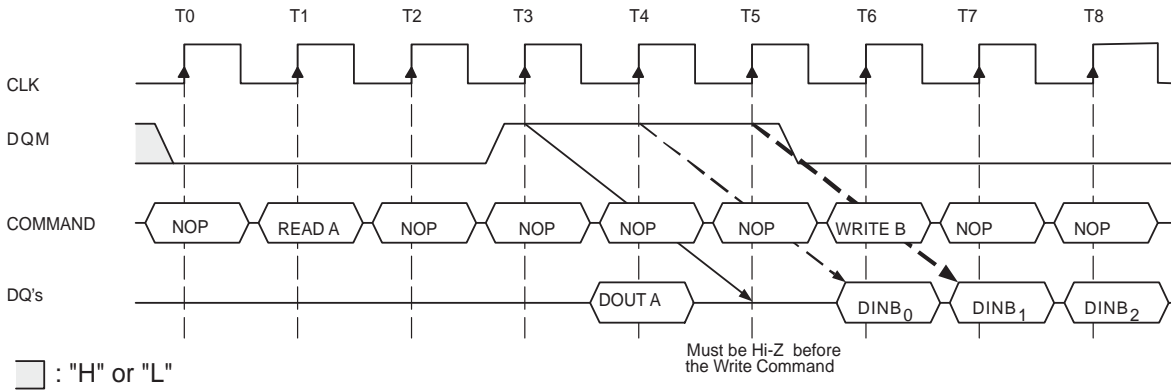 T0 T1 T2 T3 T4 T5 T6 T7 T8
CLK
DQM
COMMAND NOP READ A NOP NOP NOP NOP WRITE B NOP NOP
DQ's DOUT A DINB0 DINB1 DINB2
Must be Hi-Z before
the Write Command
: "H" or "L"